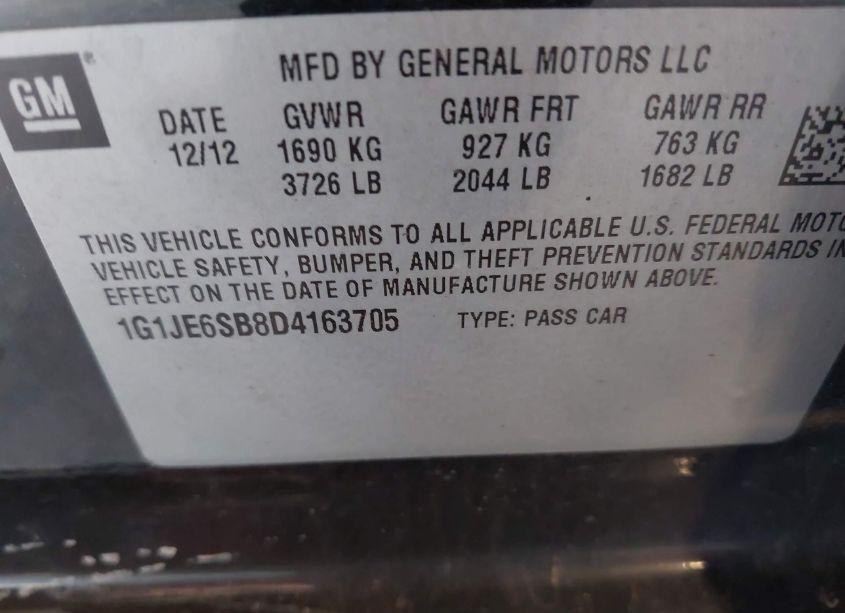 GM
MFD BY GENERAL MOTORS LLC
DATE GVWR GAWR FRT GAWR RR
12/12 1690 KG 927 KG 763 KG
3726 LB 2044 LB 1682 LB
THIS VEHICLE CONFORMS TO ALL APPLICABLE U.S. FEDERAL MOTO
VEHICLE SAFETY, BUMPER, AND THEFT PREVENTION STANDARDS IN
EFFECT ON THE DATE OF MANUFACTURE SHOWN ABOVE.
1G1JE6SB8D4163705 TYPE: PASS CAR